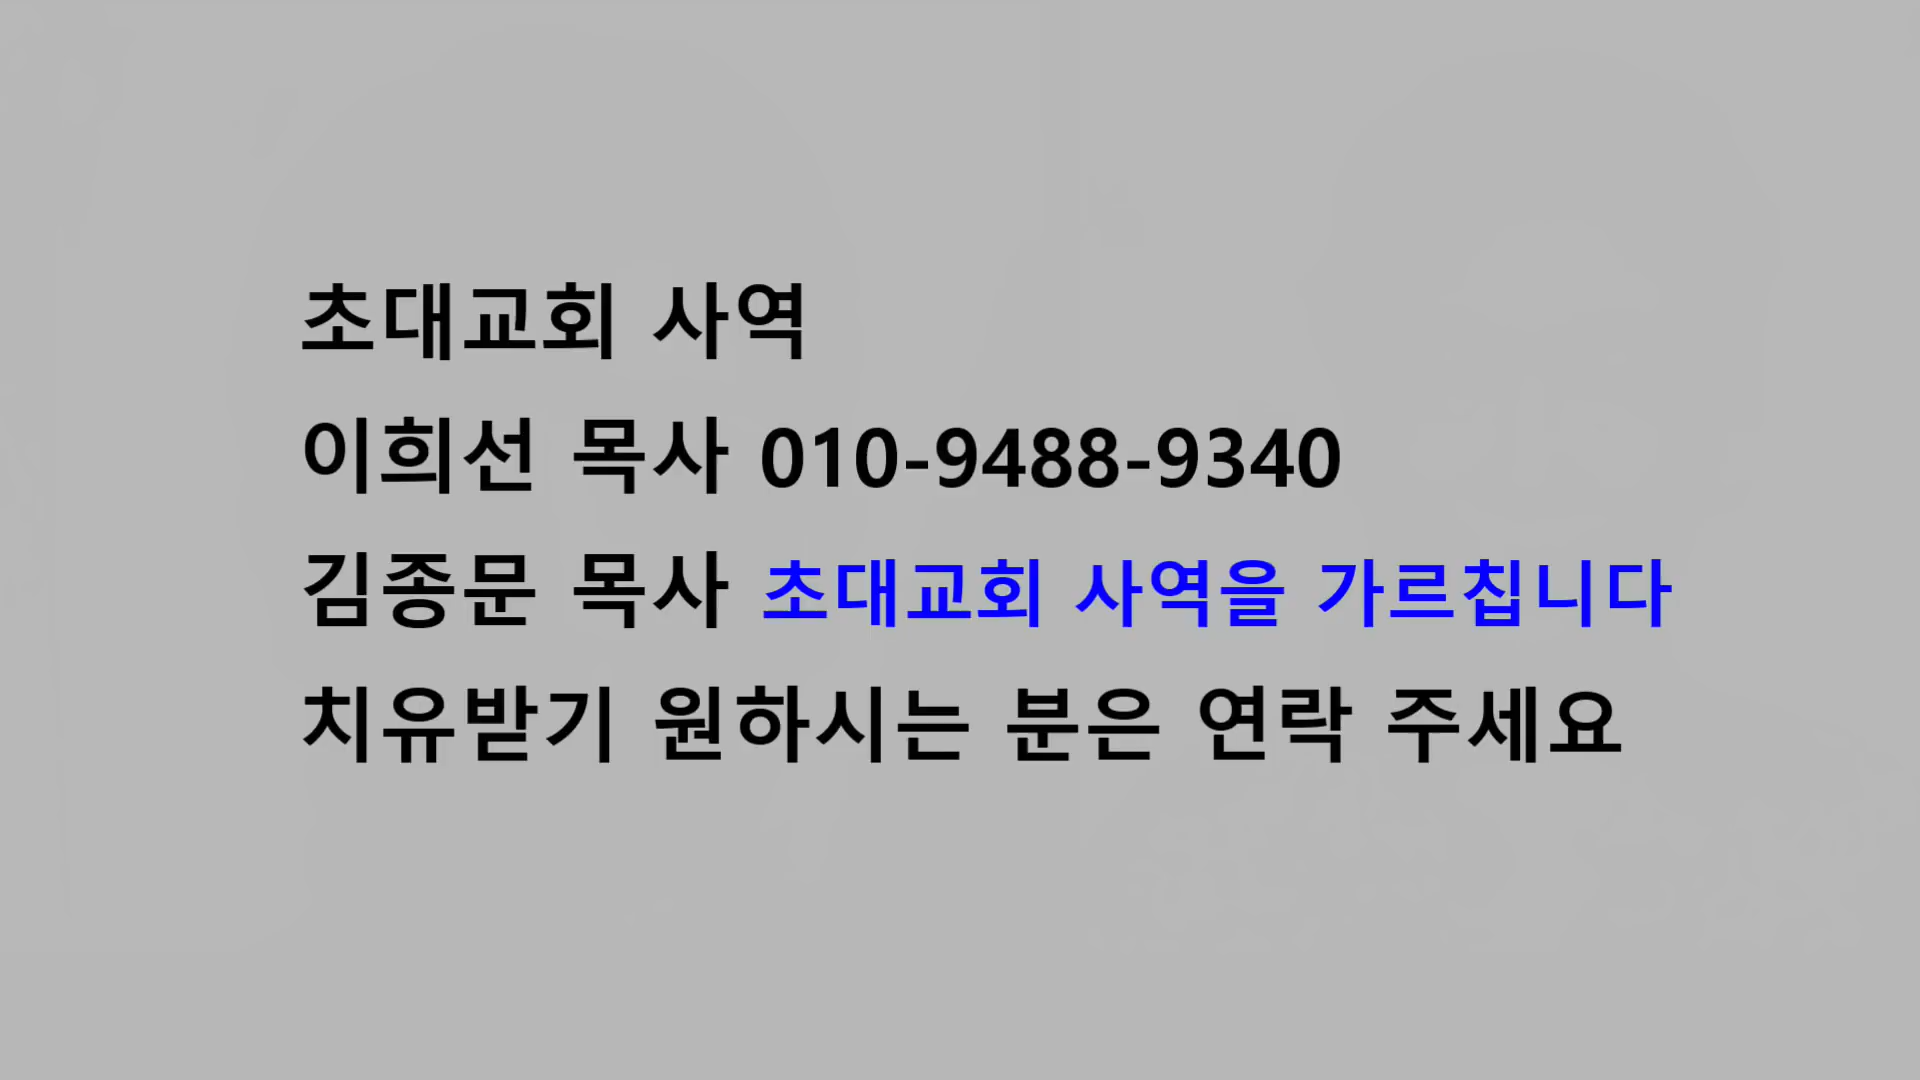 초대교회 사역
이희선 목사 010-9488-9340
김종문 목사 초대교회 사역을 가르칩니다
치유받기 원하시는 분은 연락 주세요